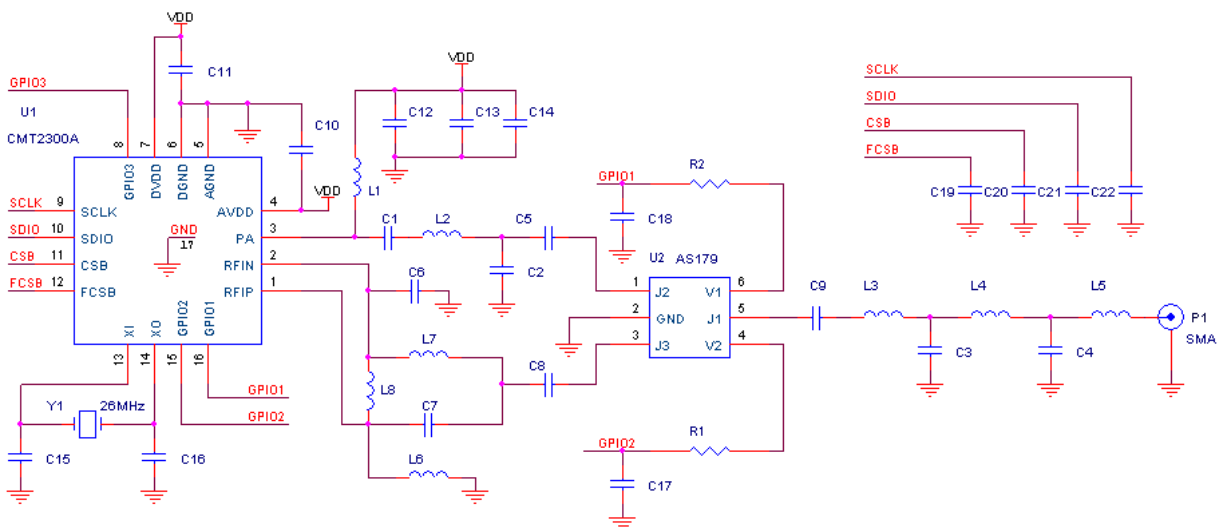 VDD
C11
GPIO3
U1
CMT2300A
8
7
6
5
GPIO3
DVDD
DGND
AGND
C10
VDD
VDD
C12
C13
C14
L1
SCLK 9 SCLK
SDIO 10 SDIO
CSB 11 CSB
FCSB 12 FCSB
GND
17
AVDD 4
PA 3
RFIN 2
RFIP 1
XI
XO
GPIO2
GPIO1
13
14
15
16
GPIO1
GPIO2
Y1 26MHz
C15
C16
C1
L2
C5
C2
C6
L7
L8
C7
L6
C8
GPIO1
R2
C18
U2 AS179
1 J2 V1 6
2 GND J1 5
3 J3 V2 4
GPIO2
R1
C17
C9
L3
L4
L5
P1
SMA
C3
C4
SCLK
SDIO
CSB
FCSB
C19
C20
C21
C22